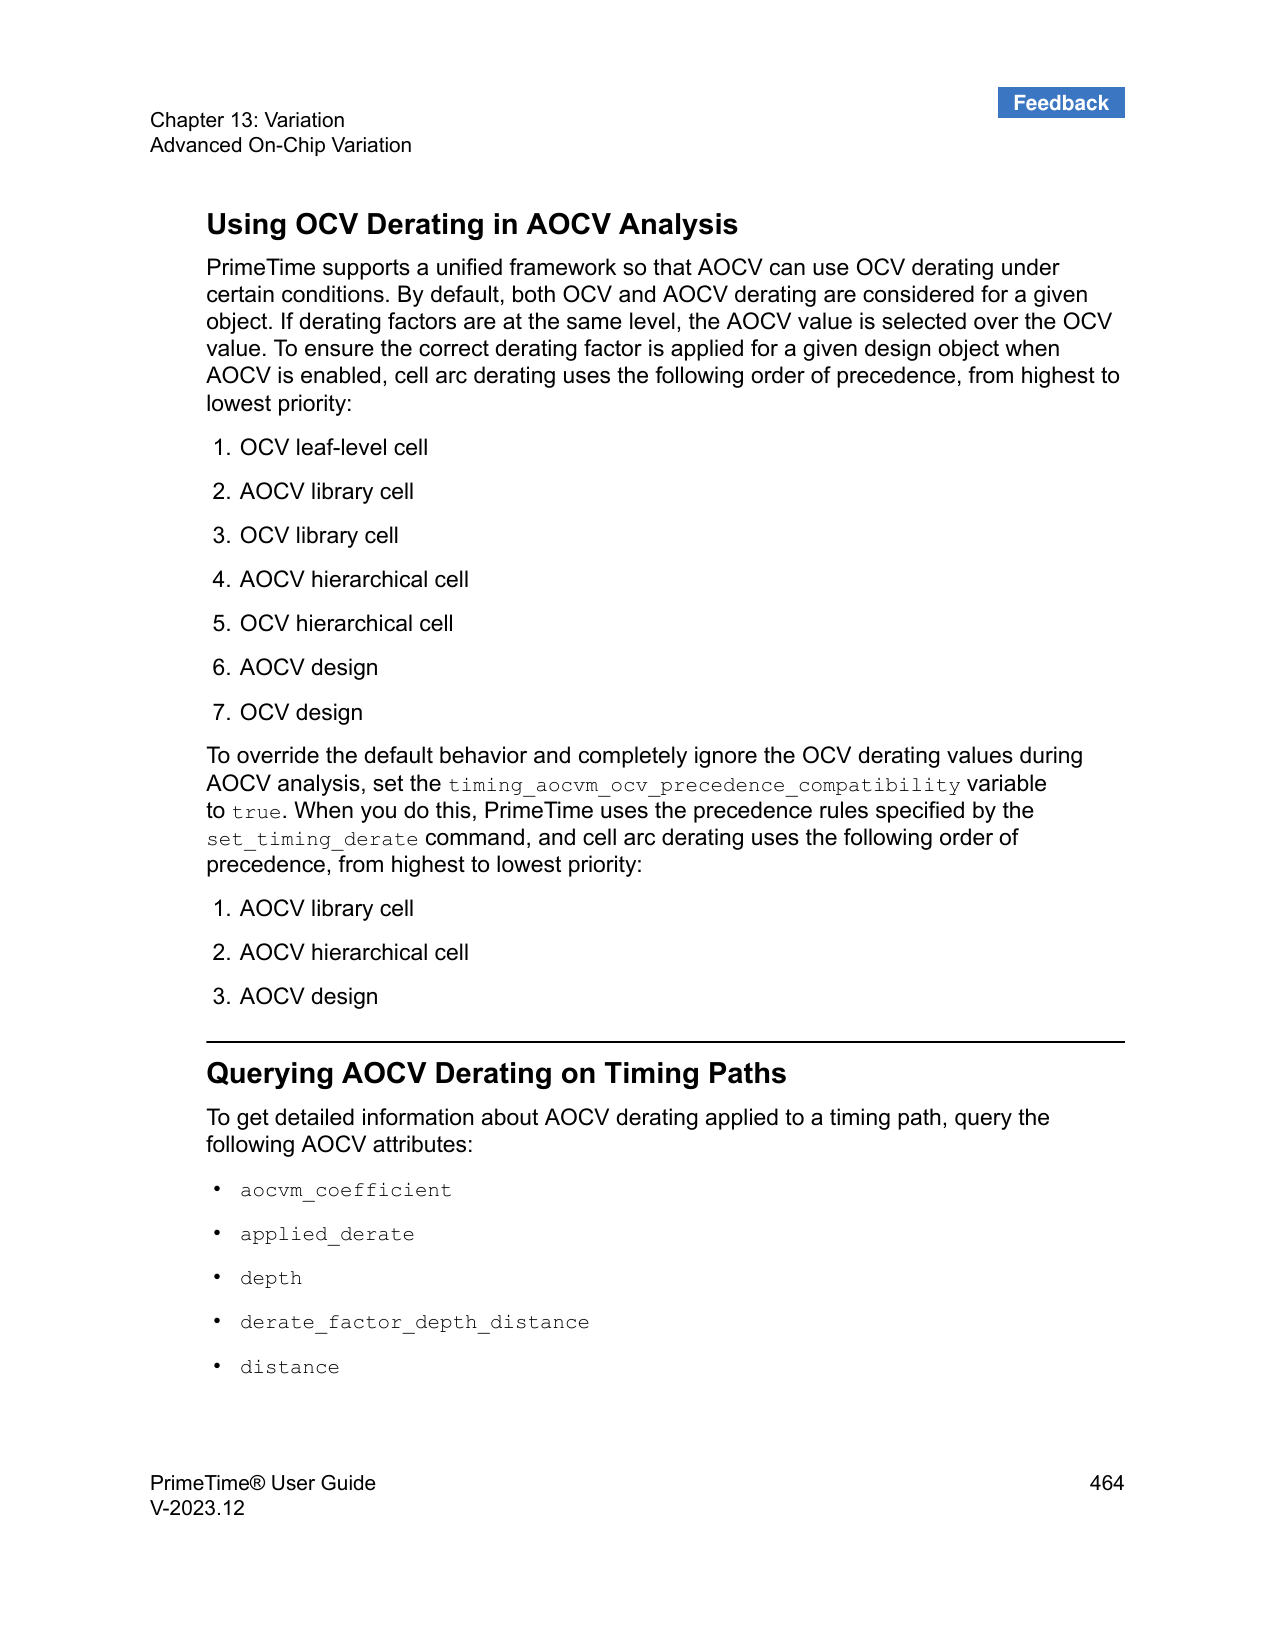 Feedback
Chapter 13: Variation
Advanced On-Chip Variation
Using OCV Derating in AOCV Analysis
PrimeTime supports a unified framework so that AOCV can use OCV derating under
certain conditions. By default, both OCV and AOCV derating are considered for a given
object. If derating factors are at the same level, the AOCV value is selected over the OCV
value. To ensure the correct derating factor is applied for a given design object when
AOCV is enabled, cell arc derating uses the following order of precedence, from highest to
lowest priority:
1. OCV leaf-level cell
2. AOCV library cell
3. OCV library cell
4. AOCV hierarchical cell
5. OCV hierarchical cell
6. AOCV design
7. OCV design
To override the default behavior and completely ignore the OCV derating values during
AOCV analysis, set the timing_aocvm_ocv_precedence_compatibility variable
to true. When you do this, PrimeTime uses the precedence rules specified by the
set_timing_derate command, and cell arc derating uses the following order of
precedence, from highest to lowest priority:
1. AOCV library cell
2. AOCV hierarchical cell
3. AOCV design
Querying AOCV Derating on Timing Paths
To get detailed information about AOCV derating applied to a timing path, query the
following AOCV attributes:
• aocvm_coefficient
• applied_derate
• depth
• derate_factor_depth_distance
• distance
PrimeTime® User Guide
464
V-2023.12